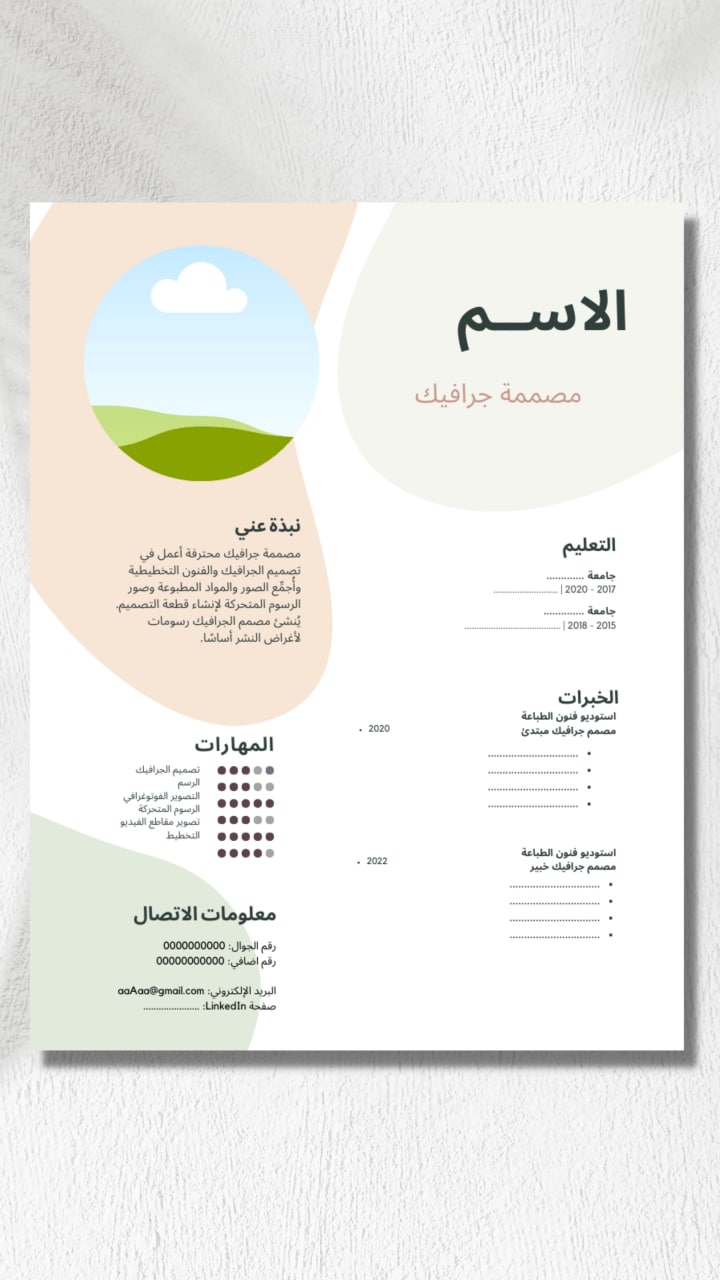 الاســم
مصممة جرافيك
التعليم
جامعة .............
2017 - 2020 | ..............................
جامعة .............
2015 - 2018 | ............................................
الخبرات
استوديو فنون الطباعة
مصمم جرافيك مبتدئ
• 2020
• ..............................
• ..............................
• ..............................
• ..............................
استوديو فنون الطباعة
مصمم جرافيك خبير
• 2022
• ..............................
• ..............................
• ..............................
• ..............................
نبذة عني
مصممة جرافيك محترفة أعمل في
تصميم الجرافيك والفنون التخطيطية
وأُجمِّع الصور والمواد المطبوعة وصور
الرسوم المتحركة لإنشاء قطعة التصميم.
يُنشئ مصمم الجرافيك رسومات
لأغراض النشر أساسًا.
المهارات
تصميم الجرافيك
الرسم
التصوير الفوتوغرافي
الرسوم المتحركة
تصوير مقاطع الفيديو
التخطيط
معلومات الاتصال
رقم الجوال: 0000000000
رقم اضافي: 00000000000
البريد الإلكتروني: aaAaa@gmail.com
صفحة LinkedIn: ......................